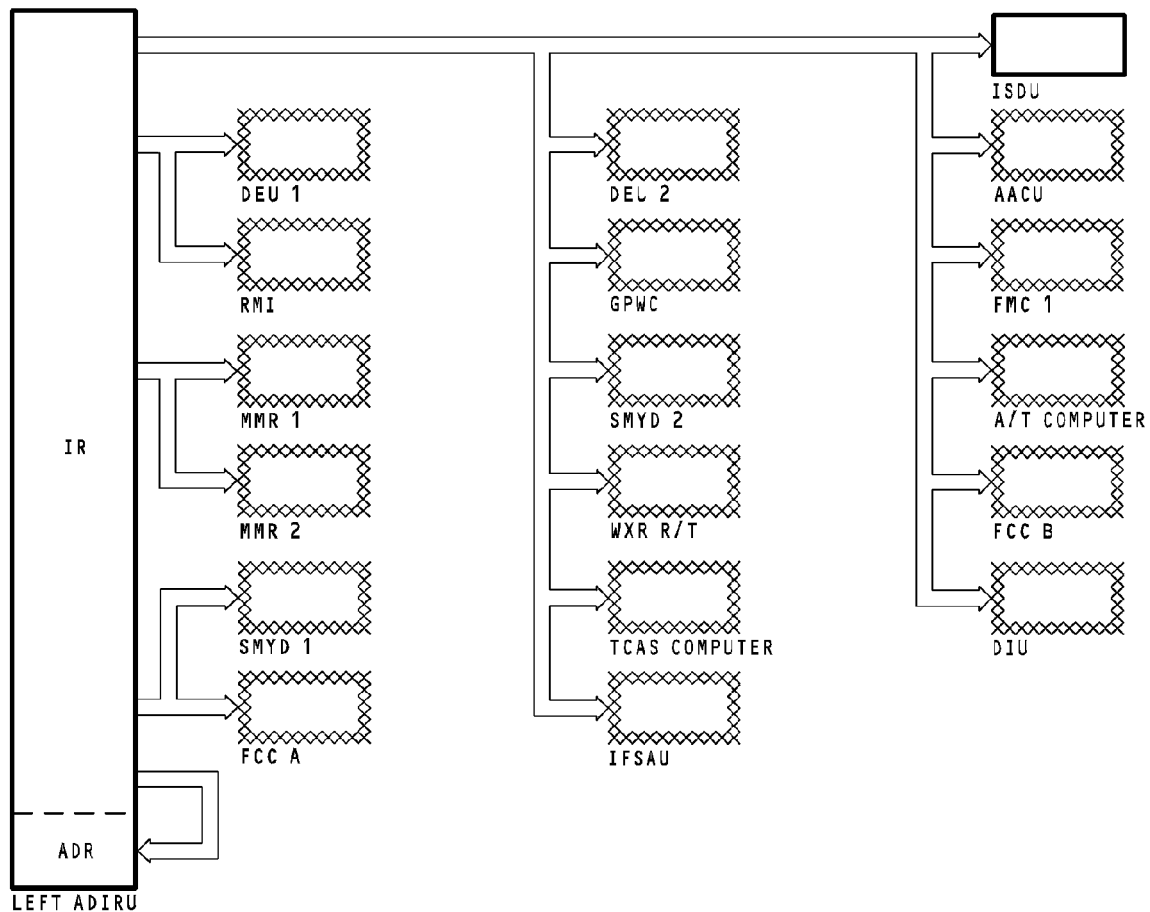 ISDU
DEU 1
DEU 2
AACU
RMI
GPWC
FMC 1
MMR 1
SMYD 2
A/T COMPUTER
IR
MMR 2
WXR R/T
FCC B
SMYD 1
TCAS COMPUTER
DIU
FCC A
IFSAU
ADR
LEFT ADIRU